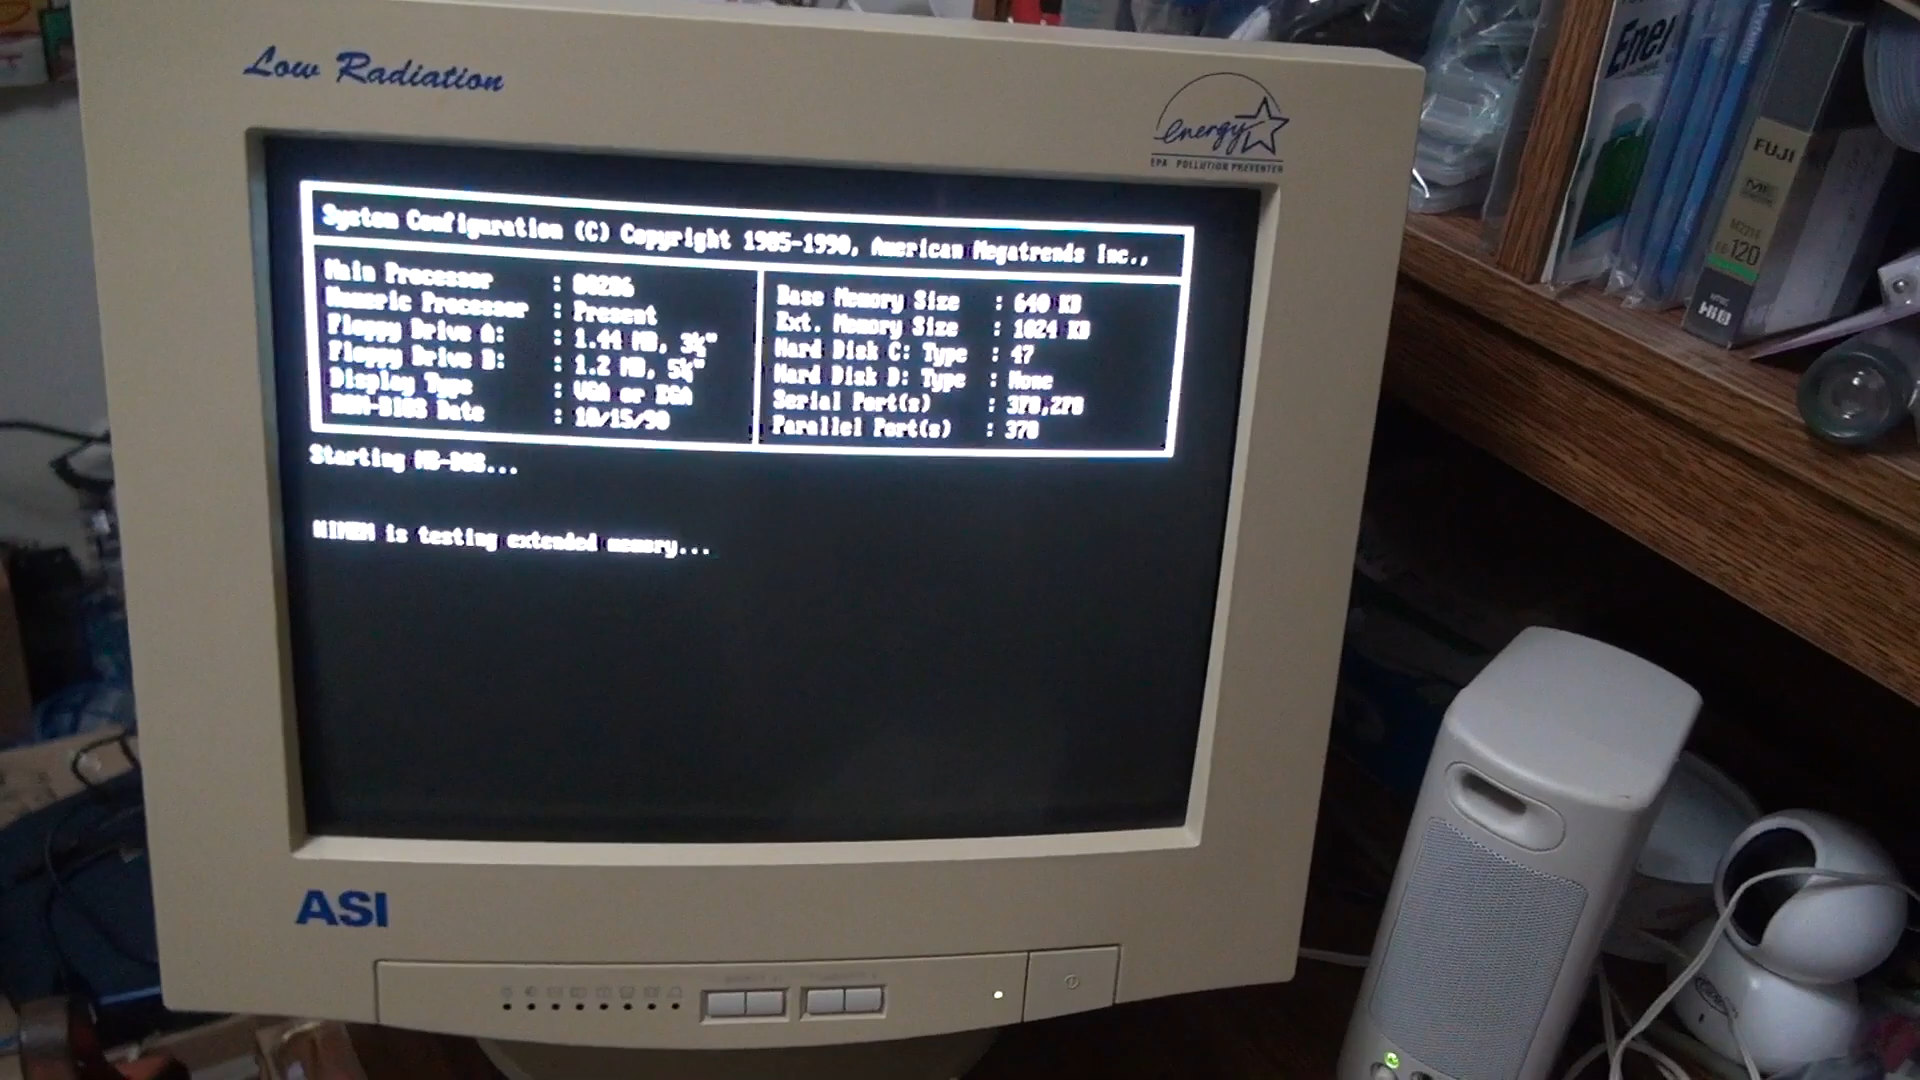 Low Radiation
energy
EPA POLLUTION PREVENTER
System Configuration (C) Copyright 1985-1990, American Megatrends Inc.,
Main Processor : 80286
Numeric Processor : Present
Floppy Drive A: : 1.44 MB, 3½"
Floppy Drive B: : 1.2 MB, 5¼"
Display Type : VGA or EGA
ROM-BIOS Date : 10/15/90
Base Memory Size : 640 KB
Ext. Memory Size : 1024 KB
Hard Disk C: Type : 47
Hard Disk D: Type : None
Serial Port(s) : 3F8,2F8
Parallel Port(s) : 378
Starting MS-DOS...
HIMEM is testing extended memory...
ASI
Ener
FUJI
120
Hi8